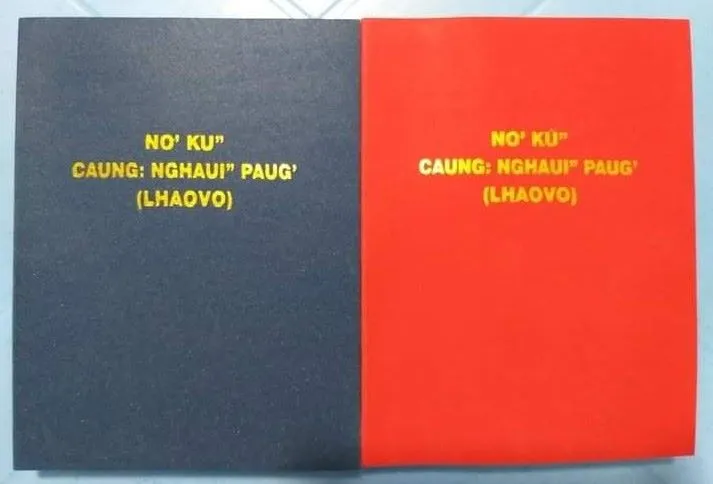 NO' KU"
CAUNG: NGHAUI" PAUG'
(LHAOVO)
NO' KU"
CAUNG: NGHAUI" PAUG'
(LHAOVO)